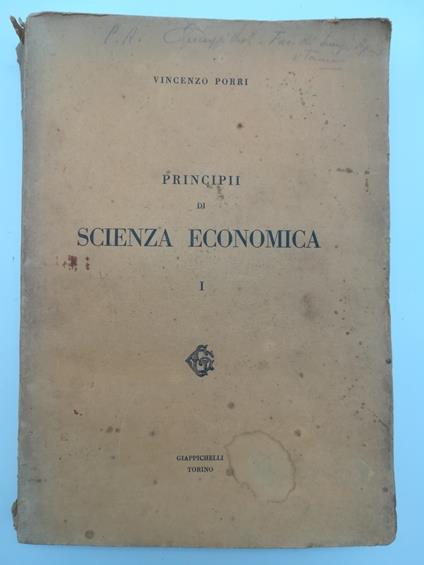 P. A.
VINCENZO PORRI
PRINCIPII
DI
SCIENZA ECONOMICA
I
GIAPPICHELLI
TORINO